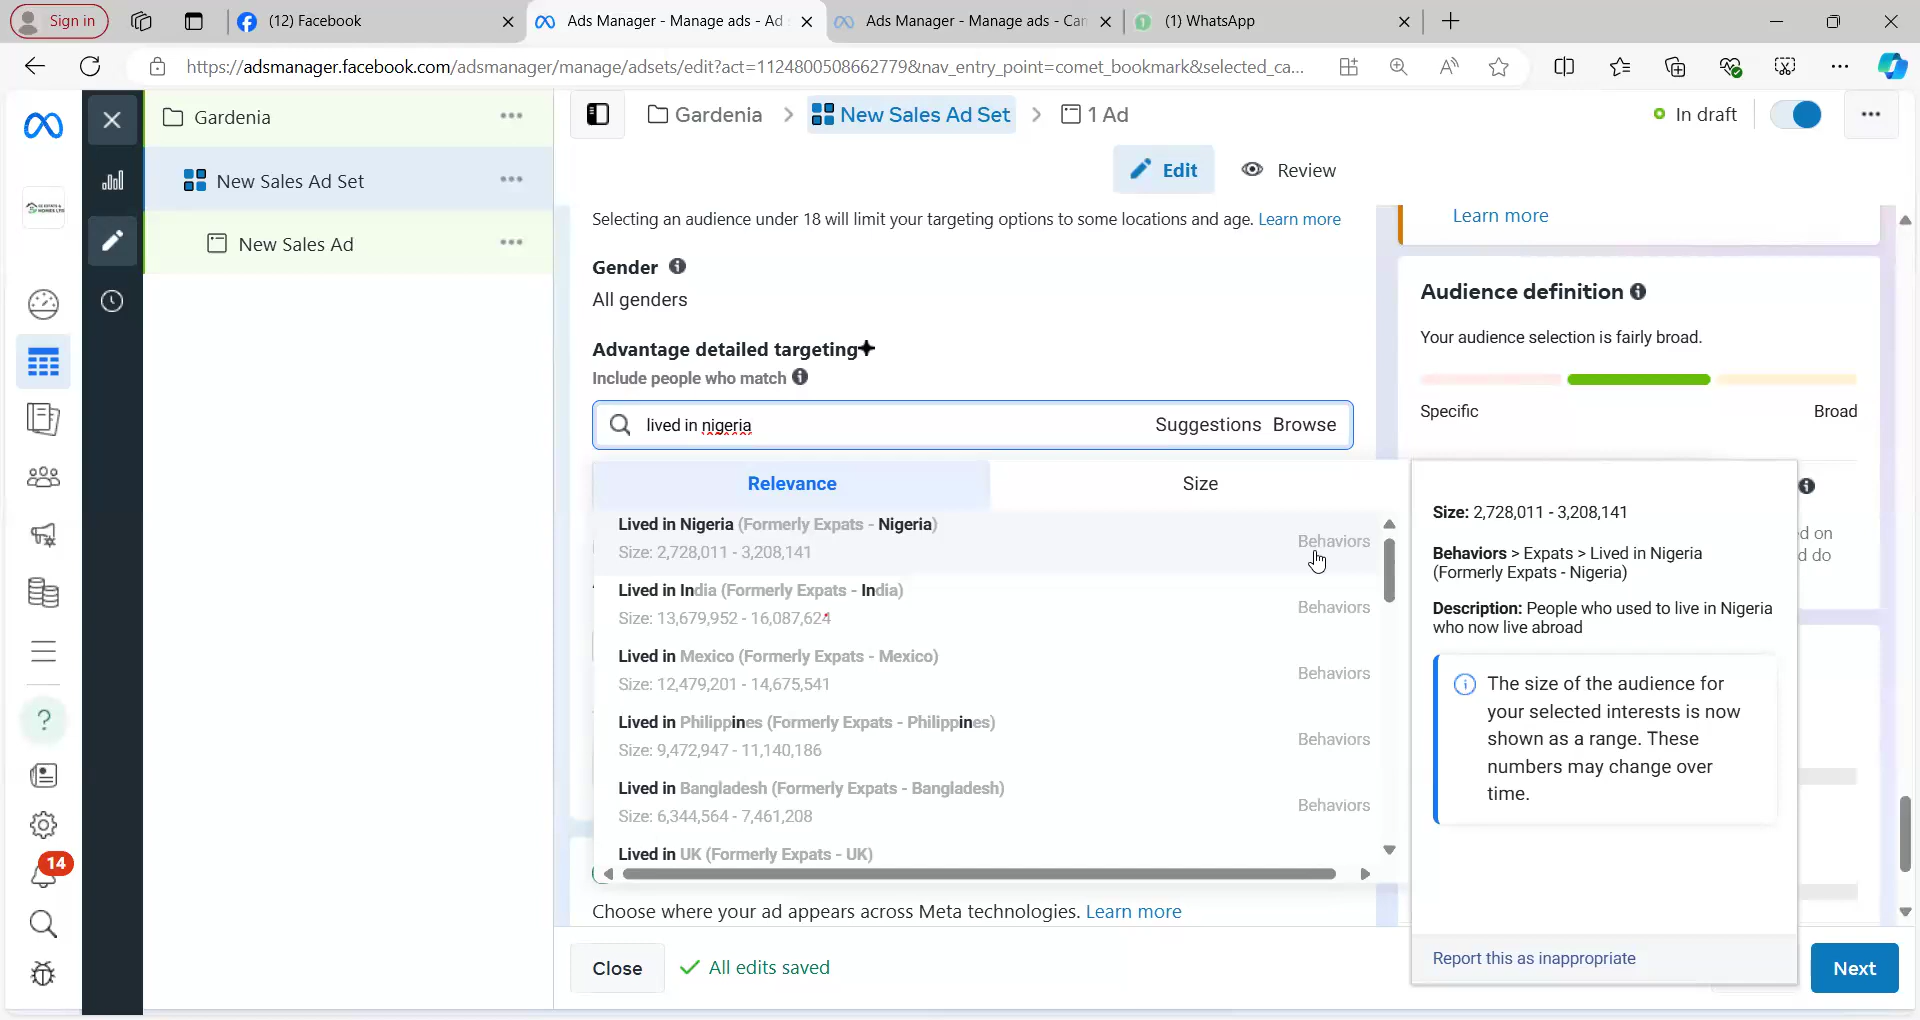 Sign in
(12) Facebook
Ads Manager - Manage ads - Ad
Ads Manager - Manage ads - Can
(1) WhatsApp
https://adsmanager.facebook.com/adsmanager/manage/adsets/edit?act=1124800508662779&nav_entry_point=comet_bookmark&selected_ca...
Gardenia
New Sales Ad Set
New Sales Ad
Gardenia
New Sales Ad Set
1 Ad
In draft
Edit
Review
Selecting an audience under 18 will limit your targeting options to some locations and age. Learn more
Gender
All genders
Advantage detailed targeting
Include people who match
lived in nigeria
Suggestions
Browse
Relevance
Size
Lived in Nigeria (Formerly Expats - Nigeria)
Size: 2,728,011 - 3,208,141
Behaviors
Lived in India (Formerly Expats - India)
Size: 13,679,952 - 16,087,624
Behaviors
Lived in Mexico (Formerly Expats - Mexico)
Size: 12,479,201 - 14,675,541
Behaviors
Lived in Philippines (Formerly Expats - Philippines)
Size: 9,472,947 - 11,140,186
Behaviors
Lived in Bangladesh (Formerly Expats - Bangladesh)
Size: 6,344,564 - 7,461,208
Behaviors
Lived in UK (Formerly Expats - UK)
Choose where your ad appears across Meta technologies. Learn more
Close
All edits saved
Learn more
Audience definition
Your audience selection is fairly broad.
Specific
Broad
d on
d do
Size: 2,728,011 - 3,208,141
Behaviors > Expats > Lived in Nigeria
(Formerly Expats - Nigeria)
Description: People who used to live in Nigeria
who now live abroad
The size of the audience for
your selected interests is now
shown as a range. These
numbers may change over
time.
Report this as inappropriate
Next
14